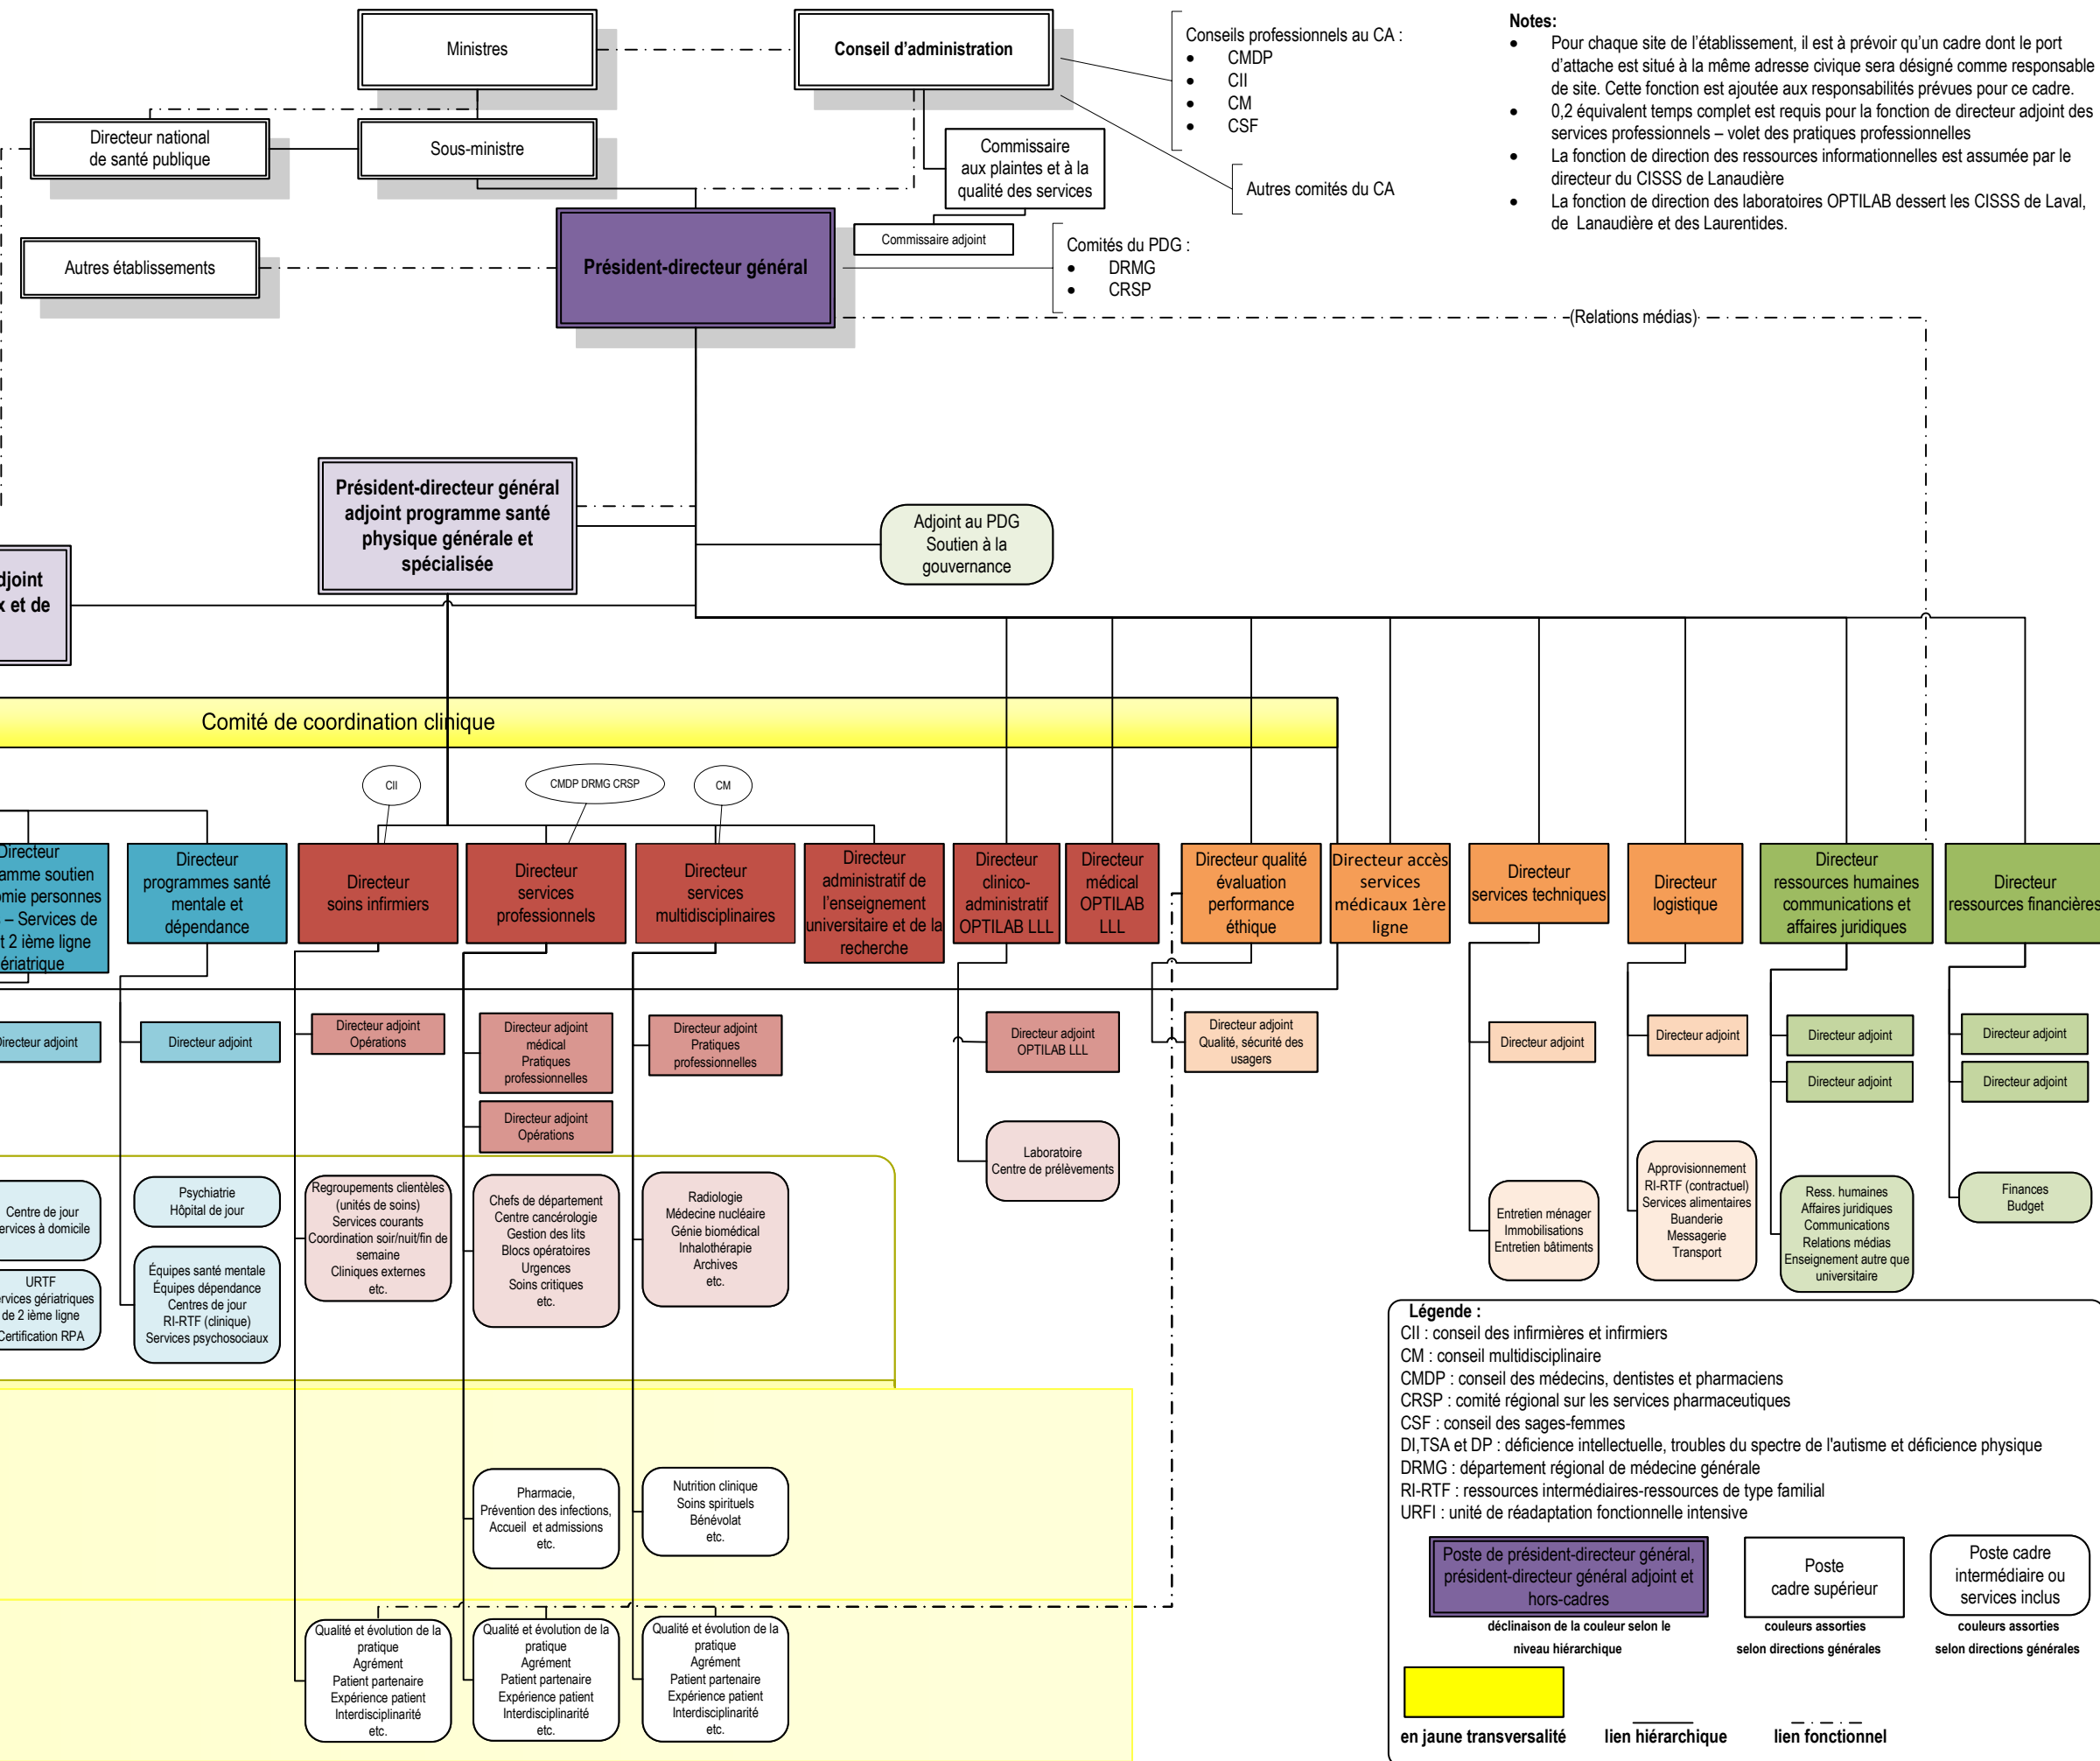 Ministres
Conseil d'administration
Conseils professionnels au CA :
• CMDP
• CII
• CM
• CSF
Autres comités du CA
Notes:
• Pour chaque site de l'établissement, il est à prévoir qu'un cadre dont le port
d'attache est situé à la même adresse civique sera désigné comme responsable
de site. Cette fonction est ajoutée aux responsabilités prévues pour ce cadre.
• 0,2 équivalent temps complet est requis pour la fonction de directeur adjoint des
services professionnels – volet des pratiques professionnelles
• La fonction de direction des ressources informationnelles est assumée par le
directeur du CISSS de Lanaudière
• La fonction de direction des laboratoires OPTILAB dessert les CISSS de Laval,
de Lanaudière et des Laurentides.
Directeur national
de santé publique
Sous-ministre
Commissaire
aux plaintes et à la
qualité des services
Commissaire adjoint
Autres établissements
Président-directeur général
Comités du PDG :
• DRMG
• CRSP
(Relations médias)
Président-directeur général
adjoint programme santé
physique générale et
spécialisée
Adjoint au PDG
Soutien à la
gouvernance
djoint
x et de
Comité de coordination clinique
CII
CMDP DRMG CRSP
CM
Directeur
amme soutien
omie personnes
– Services de
t 2 ième ligne
ériatrique
Directeur
programmes santé
mentale et
dépendance
Directeur
soins infirmiers
Directeur
services
professionnels
Directeur
services
multidisciplinaires
Directeur
administratif de
l'enseignement
universitaire et de la
recherche
Directeur
clinico-
administratif
OPTILAB LLL
Directeur
médical
OPTILAB
LLL
Directeur qualité
évaluation
performance
éthique
Directeur accès
services
médicaux 1ère
ligne
Directeur
services techniques
Directeur
logistique
Directeur
ressources humaines
communications et
affaires juridiques
Directeur
ressources financières
Directeur adjoint
Directeur adjoint
Directeur adjoint
Opérations
Directeur adjoint
médical
Pratiques
professionnelles
Directeur adjoint
Opérations
Directeur adjoint
Pratiques
professionnelles
Directeur adjoint
OPTILAB LLL
Directeur adjoint
Qualité, sécurité des
usagers
Directeur adjoint
Directeur adjoint
Directeur adjoint
Directeur adjoint
Directeur adjoint
Directeur adjoint
Centre de jour
ervices à domicile
URTF
ervices gériatriques
de 2 ième ligne
Certification RPA
Psychiatrie
Hôpital de jour
Équipes santé mentale
Équipes dépendance
Centres de jour
RI-RTF (clinique)
Services psychosociaux
Regroupements clientèles
(unités de soins)
Services courants
Coordination soir/nuit/fin de
semaine
Cliniques externes
etc.
Chefs de département
Centre cancérologie
Gestion des lits
Blocs opératoires
Urgences
Soins critiques
etc.
Radiologie
Médecine nucléaire
Génie biomédical
Inhalothérapie
Archives
etc.
Laboratoire
Centre de prélèvements
Entretien ménager
Immobilisations
Entretien bâtiments
Approvisionnement
RI-RTF (contractuel)
Services alimentaires
Buanderie
Messagerie
Transport
Ress. humaines
Affaires juridiques
Communications
Relations médias
Enseignement autre que
universitaire
Finances
Budget
Pharmacie,
Prévention des infections,
Accueil et admissions
etc.
Nutrition clinique
Soins spirituels
Bénévolat
etc.
Qualité et évolution de la
pratique
Agrément
Patient partenaire
Expérience patient
Interdisciplinarité
etc.
Qualité et évolution de la
pratique
Agrément
Patient partenaire
Expérience patient
Interdisciplinarité
etc.
Qualité et évolution de la
pratique
Agrément
Patient partenaire
Expérience patient
Interdisciplinarité
etc.
Légende :
CII : conseil des infirmières et infirmiers
CM : conseil multidisciplinaire
CMDP : conseil des médecins, dentistes et pharmaciens
CRSP : comité régional sur les services pharmaceutiques
CSF : conseil des sages-femmes
DI,TSA et DP : déficience intellectuelle, troubles du spectre de l'autisme et déficience physique
DRMG : département régional de médecine générale
RI-RTF : ressources intermédiaires-ressources de type familial
URFI : unité de réadaptation fonctionnelle intensive
Poste de président-directeur général,
président-directeur général adjoint et
hors-cadres
déclinaison de la couleur selon le
niveau hiérarchique
Poste
cadre supérieur
couleurs assorties
selon directions générales
Poste cadre
intermédiaire ou
services inclus
couleurs assorties
selon directions générales
en jaune transversalité
lien hiérarchique
lien fonctionnel